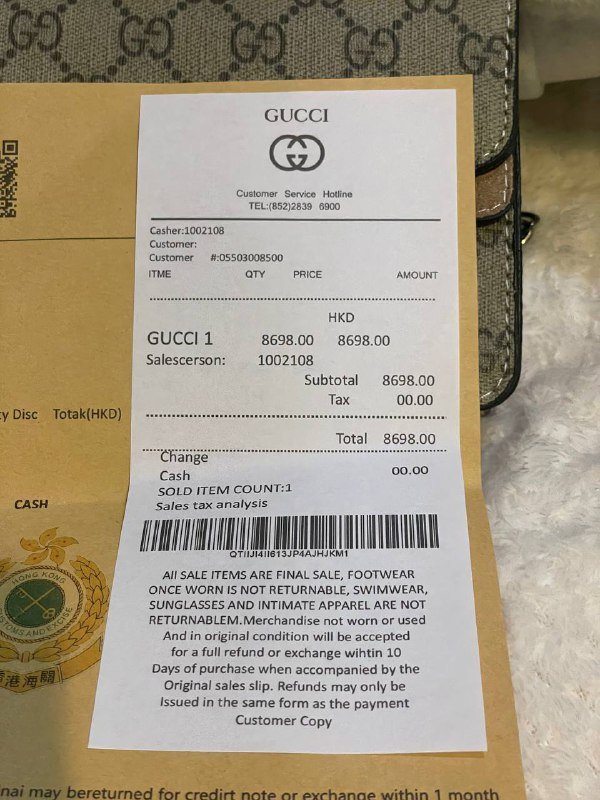 GUCCI
Customer Service Hotline
TEL:(852)2839 6900
Casher:1002108
Customer:
Customer #:05503008500
ITME QTY PRICE AMOUNT
HKD
GUCCI 1 8698.00 8698.00
Salescerson: 1002108
Subtotal 8698.00
Tax 00.00
Total 8698.00
Change
Cash 00.00
SOLD ITEM COUNT:1
Sales tax analysis
QTIIJI4II613JP4AJHJKM1
All SALE ITEMS ARE FINAL SALE, FOOTWEAR
ONCE WORN IS NOT RETURNABLE, SWIMWEAR,
SUNGLASSES AND INTIMATE APPAREL ARE NOT
RETURNABLEM.Merchandise not worn or used
And in original condition will be accepted
for a full refund or exchange wihtin 10
Days of purchase when accompanied by the
Original sales slip. Refunds may only be
Issued in the same form as the payment
Customer Copy
y Disc Totak(HKD)
CASH
HONG KONG
香港海關
nai may bereturned for credirt note or exchange within 1 month